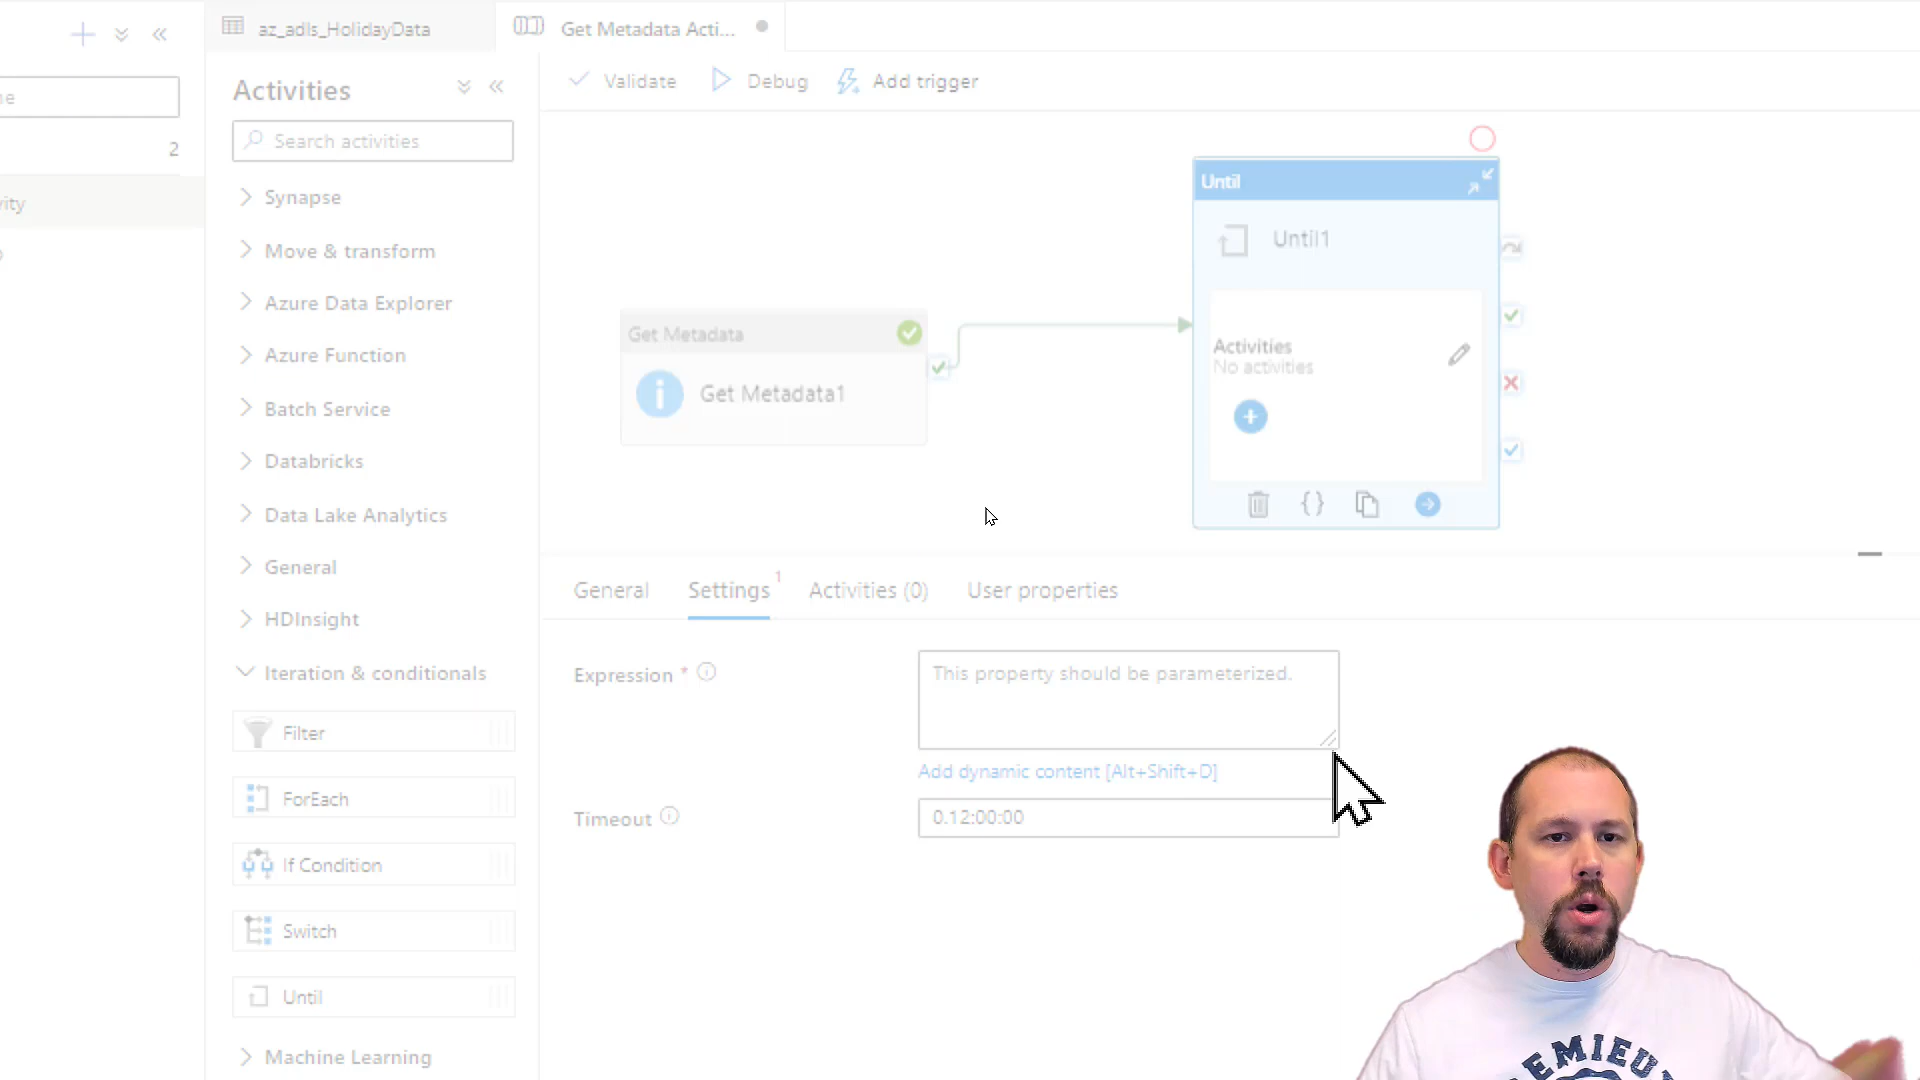 az_adls_HolidayData
Get Metadata Acti...
Activities
Validate
Debug
Add trigger
Search activities
2
Synapse
Move & transform
Azure Data Explorer
Azure Function
Batch Service
Databricks
Data Lake Analytics
General
HDInsight
Iteration & conditionals
Filter
ForEach
If Condition
Switch
Until
Machine Learning
Get Metadata
Get Metadata1
Until
Until1
Activities
No activities
General
Settings 1
Activities (0)
User properties
Expression *
This property should be parameterized.
Add dynamic content [Alt+Shift+D]
Timeout
0.12:00:00